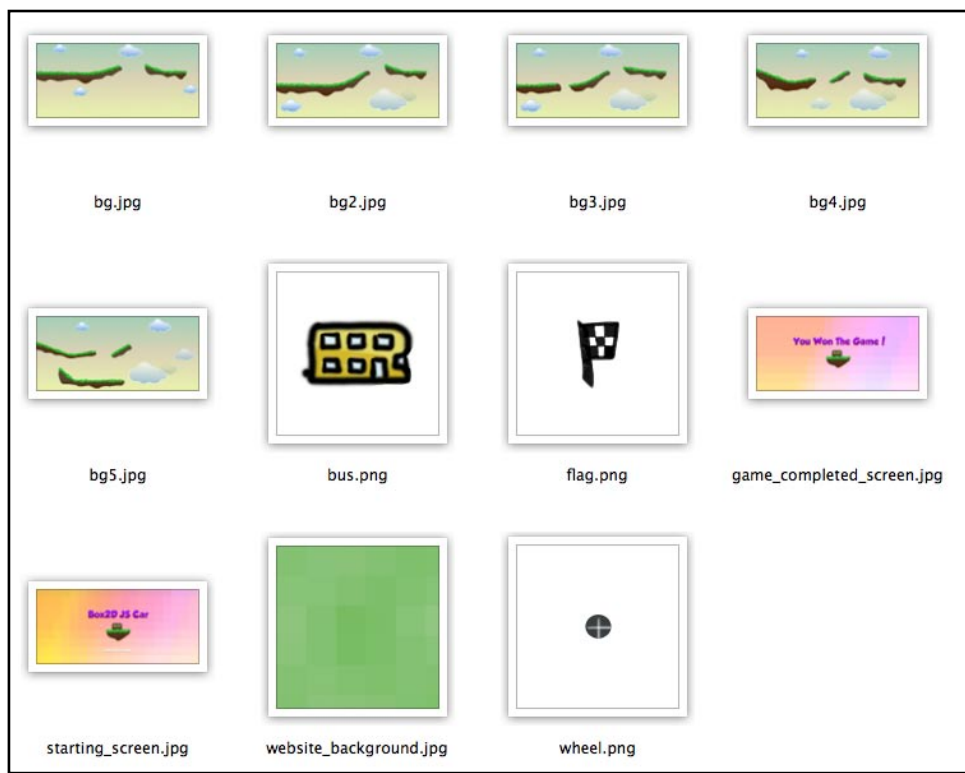 bg.jpg
bg2.jpg
bg3.jpg
bg4.jpg
You Won The Game !
bg5.jpg
bus.png
flag.png
game_completed_screen.jpg
Box2D JS Car
starting_screen.jpg
website_background.jpg
wheel.png